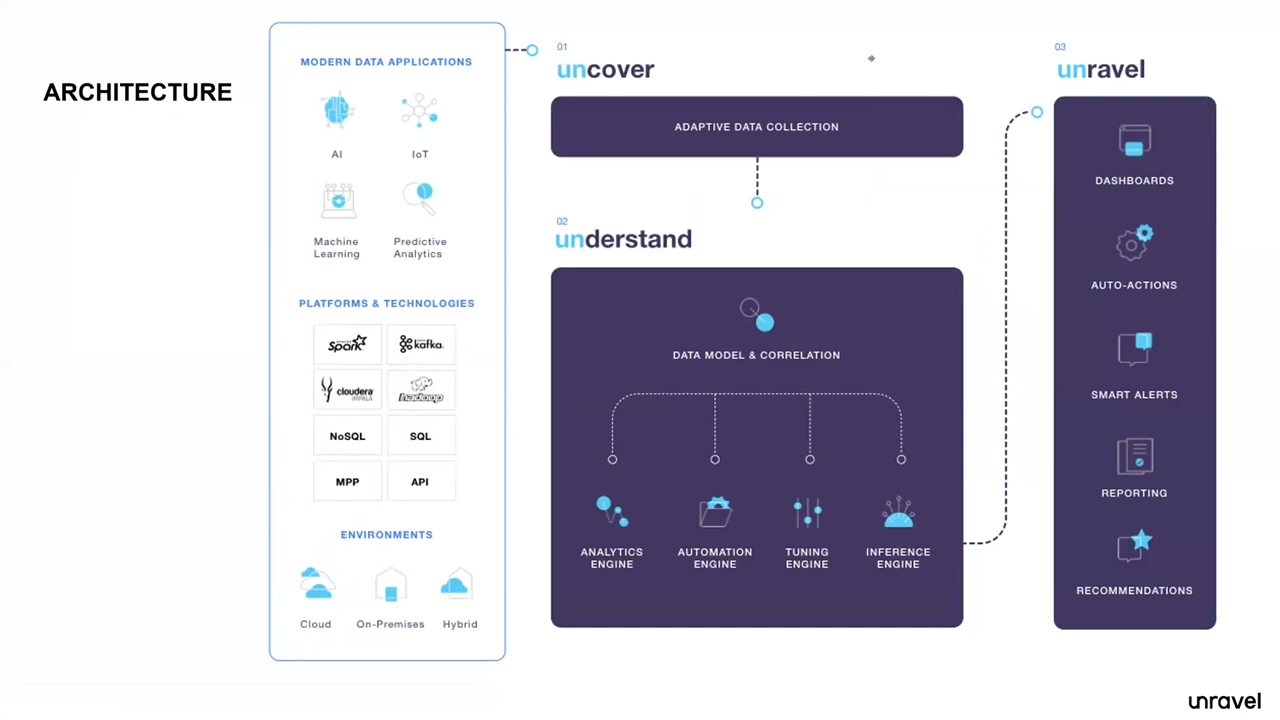 ARCHITECTURE
MODERN DATA APPLICATIONS
AI
IoT
Machine
Learning
Predictive
Analytics
PLATFORMS & TECHNOLOGIES
Spark
kafka
cloudera
IMPALA
hadoop
NoSQL
SQL
MPP
API
ENVIRONMENTS
Cloud
On-Premises
Hybrid
01
uncover
ADAPTIVE DATA COLLECTION
02
understand
DATA MODEL & CORRELATION
ANALYTICS
ENGINE
AUTOMATION
ENGINE
TUNING
ENGINE
INFERENCE
ENGINE
03
unravel
DASHBOARDS
AUTO-ACTIONS
SMART ALERTS
REPORTING
RECOMMENDATIONS
unravel